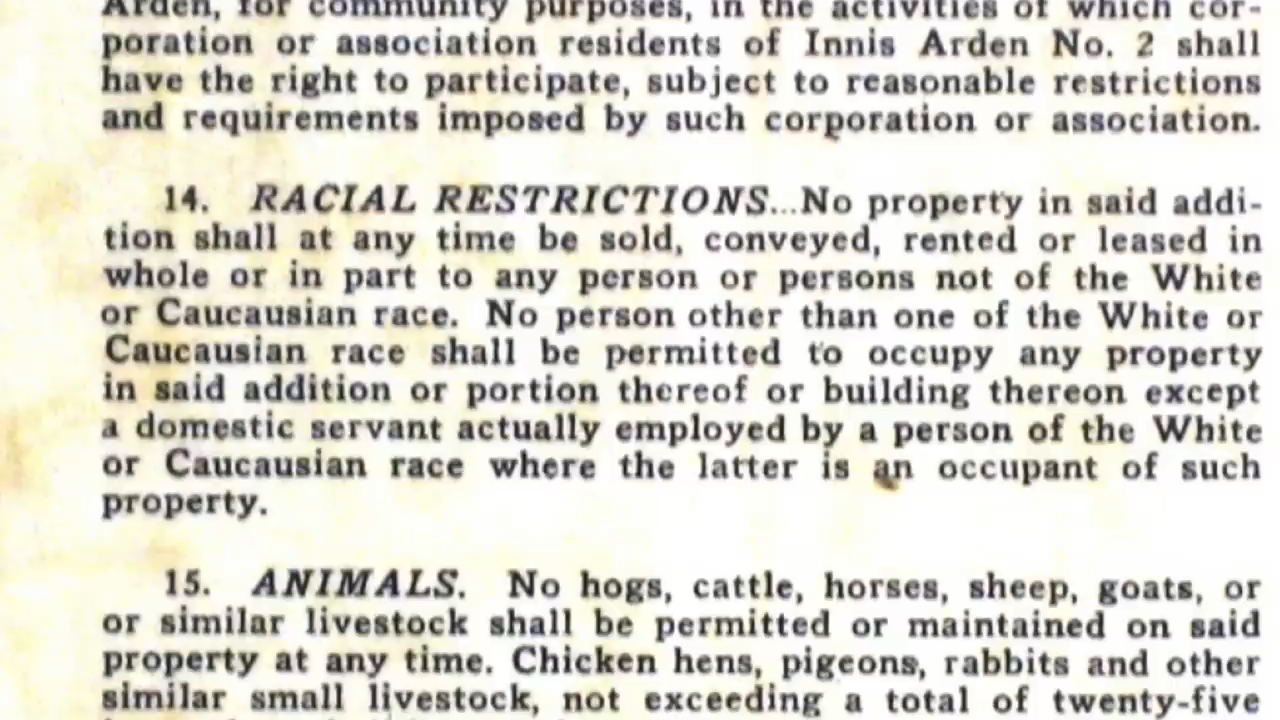 Arden, for community purposes, in the activities of which cor-
poration or association residents of Innis Arden No. 2 shall
have the right to participate, subject to reasonable restrictions
and requirements imposed by such corporation or association.
14. RACIAL RESTRICTIONS...No property in said addi-
tion shall at any time be sold, conveyed, rented or leased in
whole or in part to any person or persons not of the White
or Caucausian race. No person other than one of the White or
Caucausian race shall be permitted to occupy any property
in said addition or portion thereof or building thereon except
a domestic servant actually employed by a person of the White
or Caucausian race where the latter is an occupant of such
property.
15. ANIMALS. No hogs, cattle, horses, sheep, goats, or
or similar livestock shall be permitted or maintained on said
property at any time. Chicken hens, pigeons, rabbits and other
similar small livestock, not exceeding a total of twenty-five